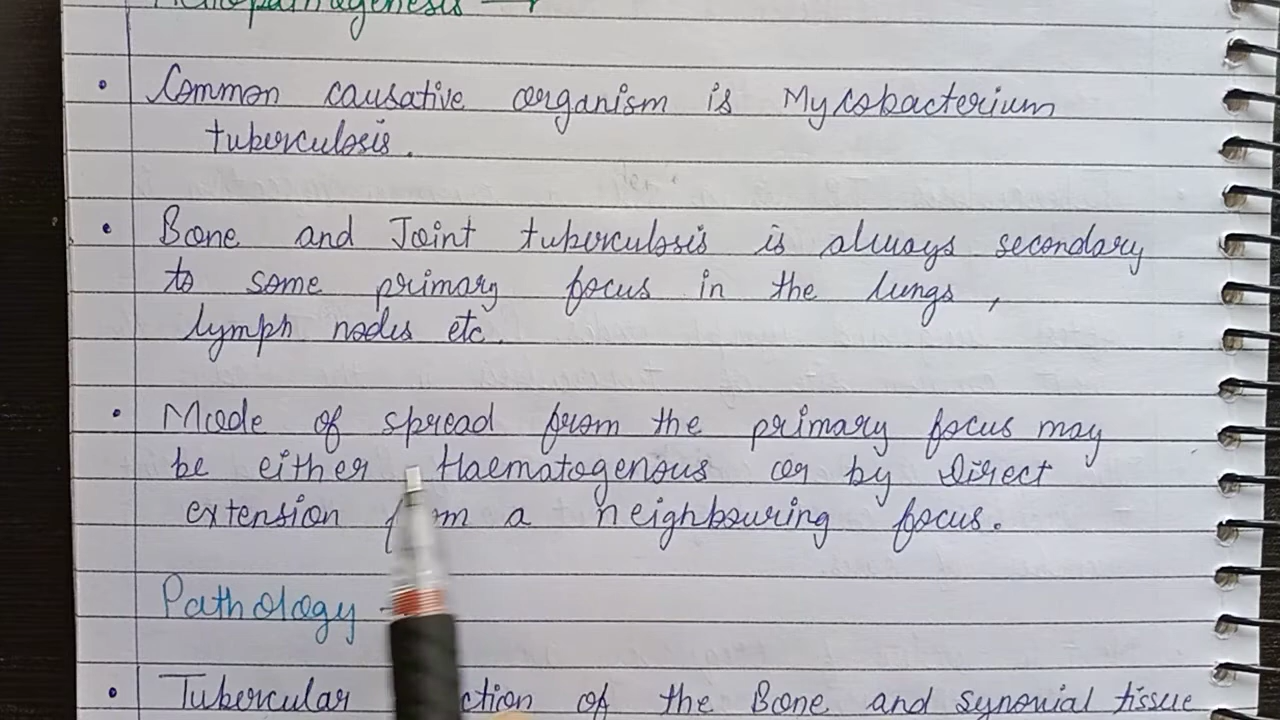 Aetiopathogenesis →
• Common causative organism is Mycobacterium
tuberculosis.
• Bone and Joint tuberculosis is always secondary
to some primary focus in the lungs,
lymph nodes etc.
• Mode of spread from the primary focus may
be either Haematogenous or by Direct
extension from a neighbouring focus.
Pathology
• Tubercular of the Bone and synovial tissue